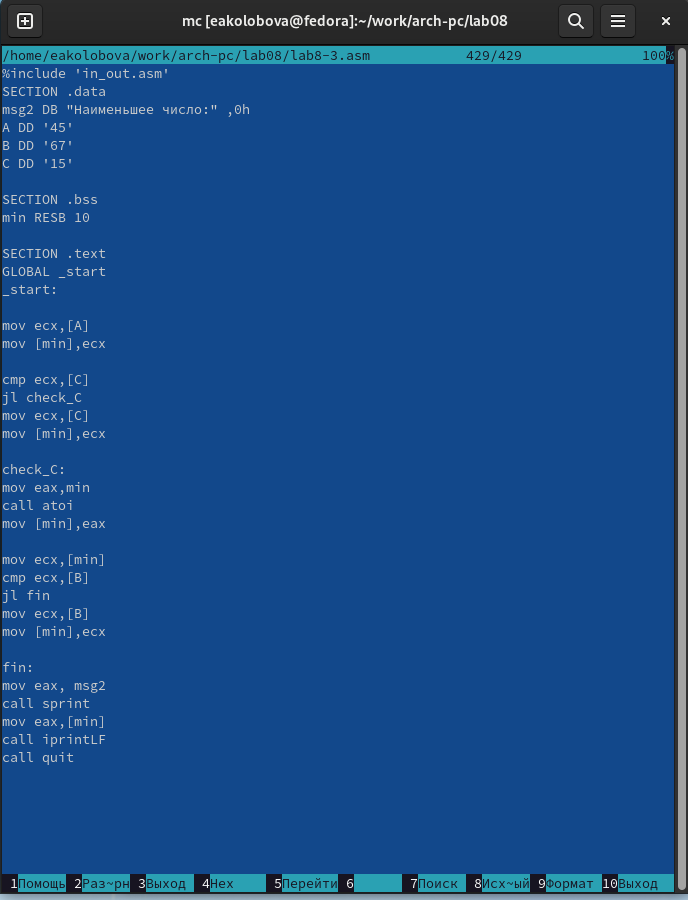 mc [eakolobova@fedora]:~/work/arch-pc/lab08
/home/eakolobova/work/arch-pc/lab08/lab8-3.asm 429/429 100%
%include 'in_out.asm'
SECTION .data
msg2 DB "Наименьшее число:" ,0h
A DD '45'
B DD '67'
C DD '15'
SECTION .bss
min RESB 10
SECTION .text
GLOBAL _start
_start:
mov ecx,[A]
mov [min],ecx
cmp ecx,[C]
jl check_C
mov ecx,[C]
mov [min],ecx
check_C:
mov eax,min
call atoi
mov [min],eax
mov ecx,[min]
cmp ecx,[B]
jl fin
mov ecx,[B]
mov [min],ecx
fin:
mov eax, msg2
call sprint
mov eax,[min]
call iprintLF
call quit
1Помощь 2Раз~рн 3Выход 4Hex 5Перейти 6 7Поиск 8Исх~ый 9Формат 10Выход